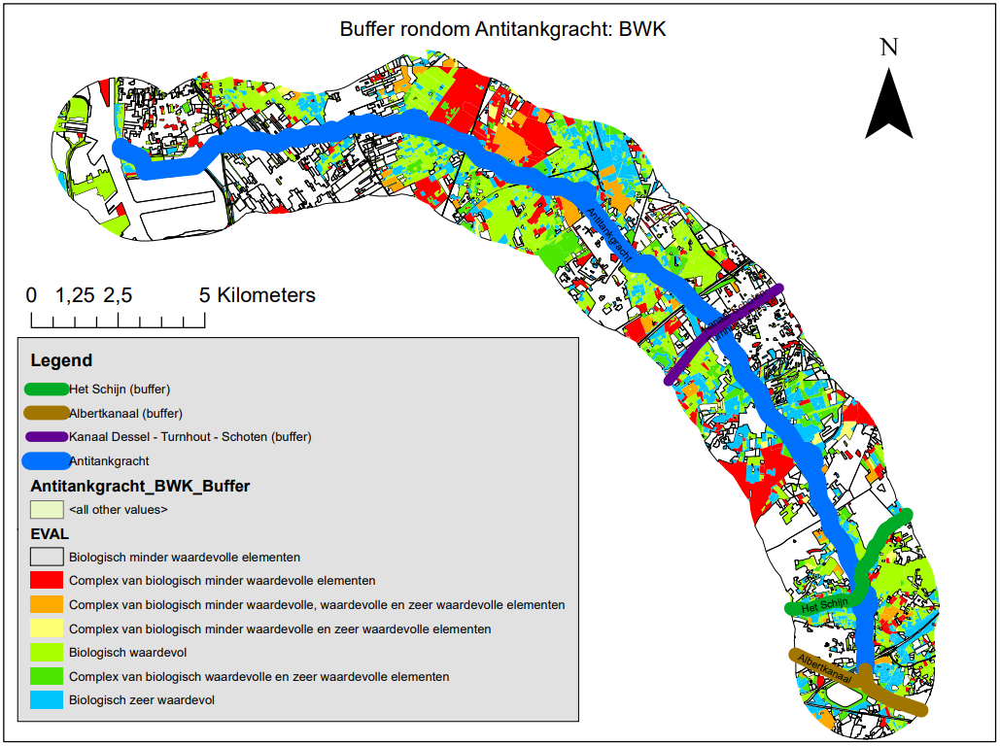 Buffer rondom Antitankgracht: BWK
N
Antitankgracht
0 1,25 2,5 5 Kilometers
Legend
Het Schijn (buffer)
Albertkanaal (buffer)
Kanaal Dessel - Turnhout - Schoten (buffer)
Antitankgracht
Antitankgracht_BWK_Buffer
<all other values>
EVAL
Biologisch minder waardevolle elementen
Complex van biologisch minder waardevolle elementen
Complex van biologisch minder waardevolle, waardevolle en zeer waardevolle elementen
Complex van biologisch minder waardevolle en zeer waardevolle elementen
Biologisch waardevol
Complex van biologisch waardevolle en zeer waardevolle elementen
Biologisch zeer waardevol
Het Schijn
Albertkanaal